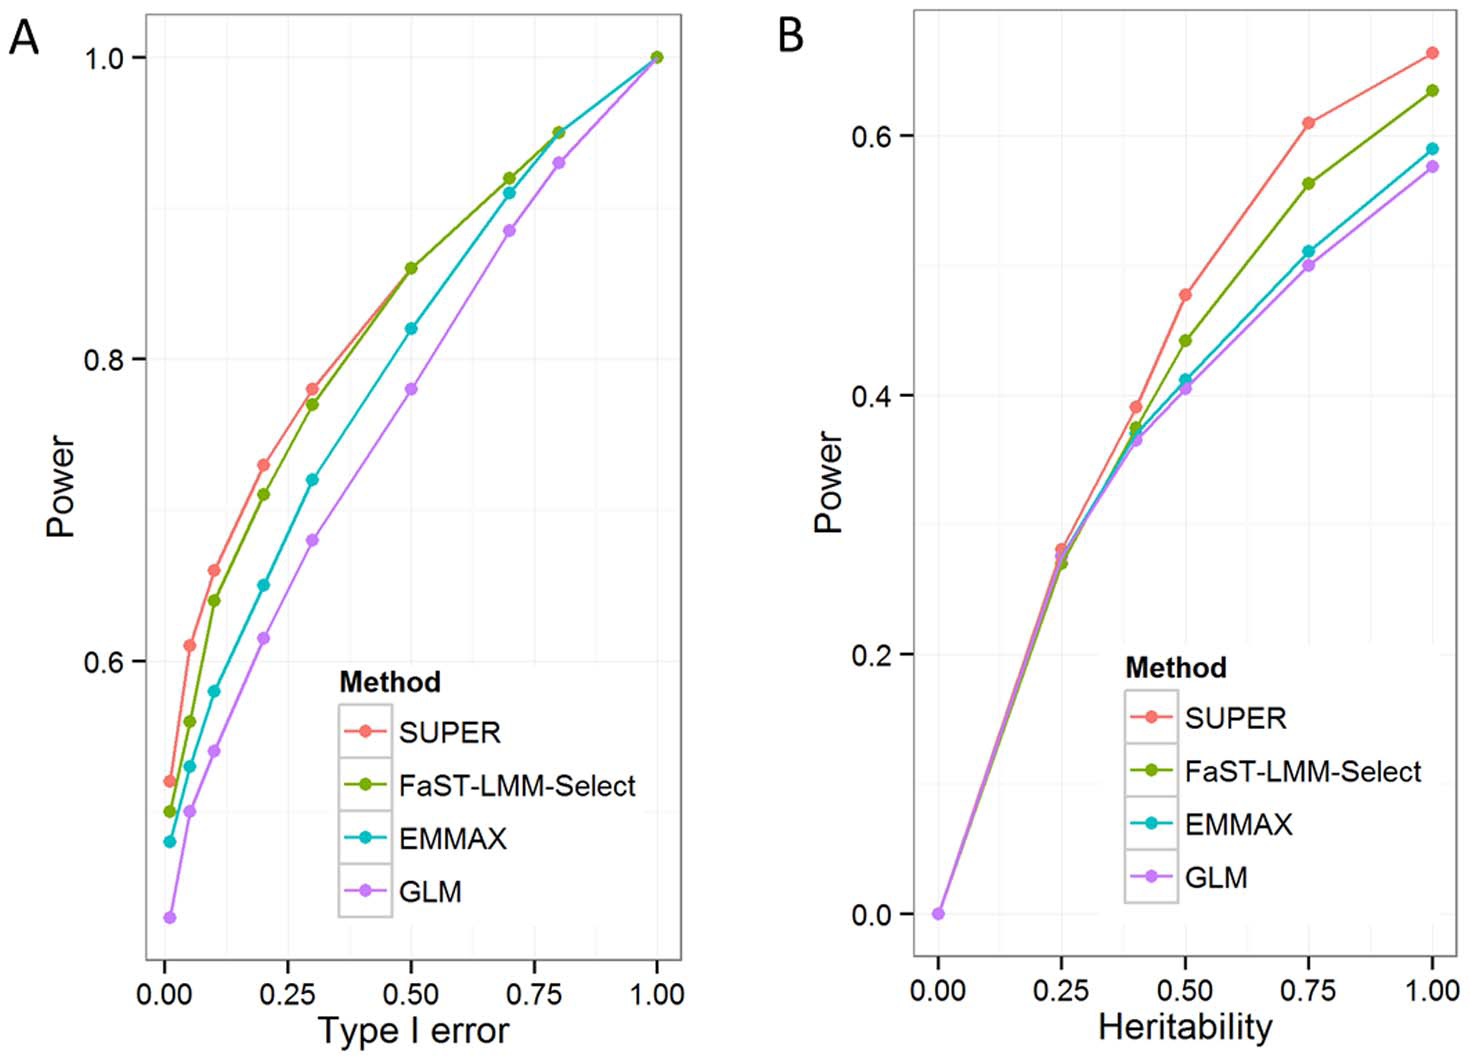 A
1.0
0.8
0.6
Power
Method
SUPER
FaST-LMM-Select
EMMAX
GLM
0.00 0.25 0.50 0.75 1.00
Type I error
B
0.6
0.4
0.2
0.0
Power
Method
SUPER
FaST-LMM-Select
EMMAX
GLM
0.00 0.25 0.50 0.75 1.00
Heritability